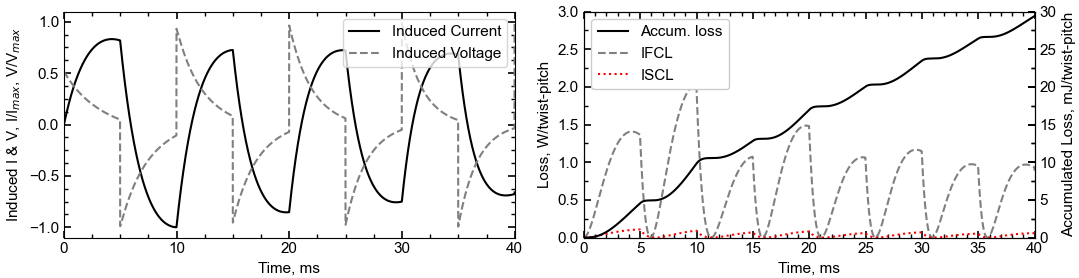 Induced I & V, I/I_max, V/V_max
1.0
0.5
0.0
−0.5
−1.0
0 10 20 30 40
Time, ms
Induced Current
Induced Voltage
Loss, W/twist-pitch
3.0
2.5
2.0
1.5
1.0
0.5
0.0
Accum. loss
IFCL
ISCL
0 5 10 15 20 25 30 35 40
Time, ms
30
25
20
15
10
5
0
Accumulated Loss, mJ/twist-pitch